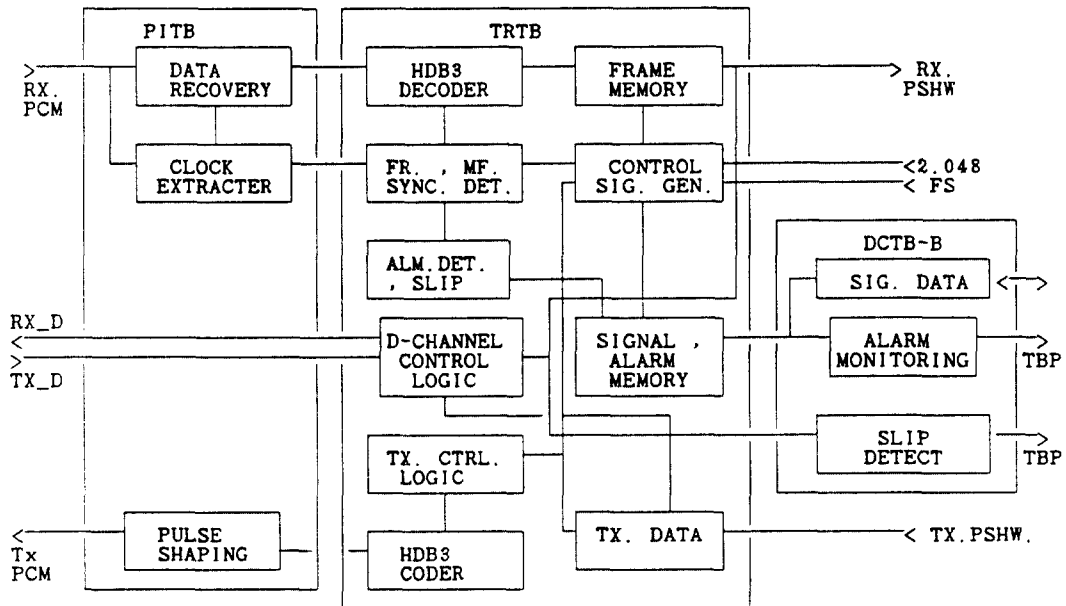 PITB
TRTB
> RX. PCM
DATA RECOVERY
HDB3 DECODER
FRAME MEMORY
> RX. PSHW
CLOCK EXTRACTER
FR. , MF. SYNC. DET.
CONTROL SIG. GEN.
<2.048
< FS
DCTB-B
ALM.DET. , SLIP
SIG. DATA
RX_D
TX_D
D-CHANNEL CONTROL LOGIC
SIGNAL , ALARM MEMORY
ALARM MONITORING
TBP
TX. CTRL. LOGIC
SLIP DETECT
TBP
Tx PCM
PULSE SHAPING
HDB3 CODER
TX. DATA
< TX.PSHW.